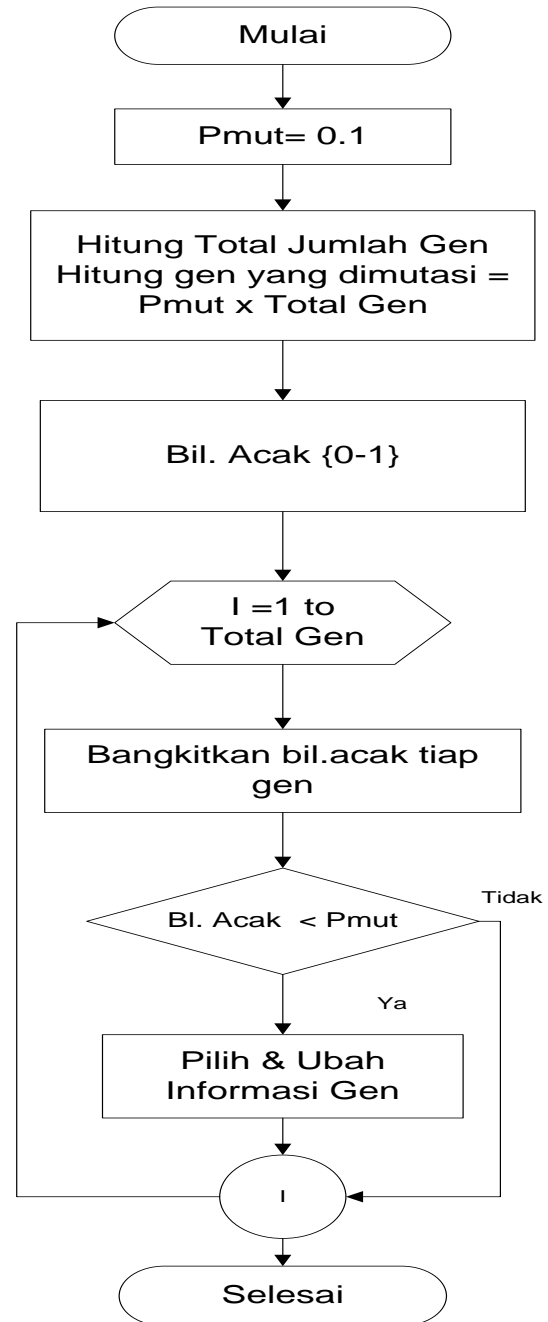 Mulai
Pmut= 0.1
Hitung Total Jumlah Gen
Hitung gen yang dimutasi =
Pmut x Total Gen
Bil. Acak {0-1}
I =1 to
Total Gen
Bangkitkan bil.acak tiap
gen
Bl. Acak < Pmut
Tidak
Ya
Pilih & Ubah
Informasi Gen
I
Selesai